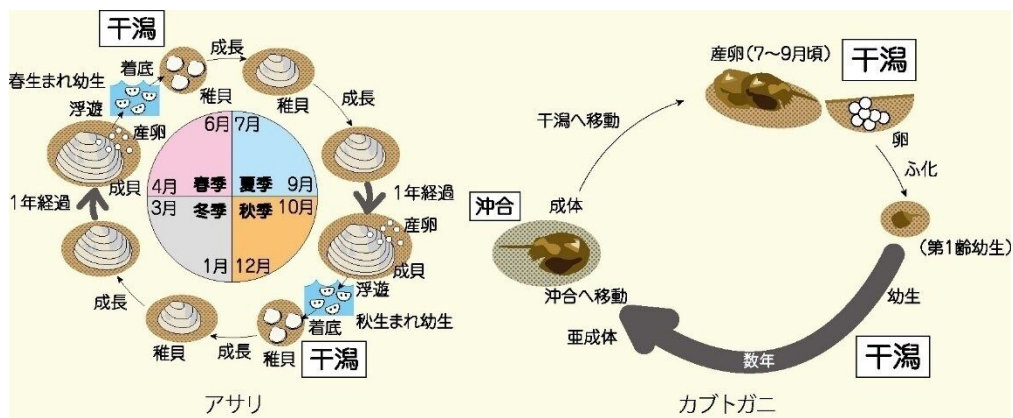 干潟
成長
着底
稚貝
稚貝
春生まれ幼生
浮遊
成長
産卵
成貝
1年経過
6月
7月
4月
春季
夏季
9月
3月
冬季
秋季
10月
1月
12月
1年経過
産卵
成貝
浮遊
成長
着底
秋生まれ幼生
稚貝
成長
稚貝
干潟
アサリ
産卵(7〜9月頃)
干潟
卵
干潟へ移動
ふ化
沖合
成体
(第1齢幼生)
幼生
沖合へ移動
亜成体
数年
干潟
カブトガニ